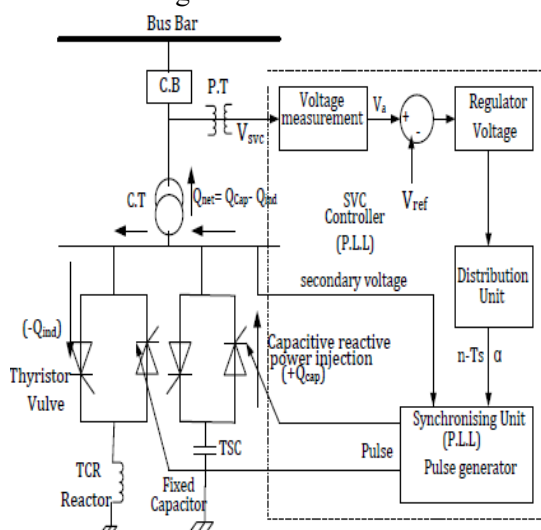 Bus Bar
C.B
P.T
Vsvc
Voltage
measurement
Va
+
-
Vref
Regulator
Voltage
C.T
Qnet= QCap- Qind
SVC
Controller
(P.L.L)
Distribution
Unit
secondary voltage
n-Ts α
(-Qind)
Thyristor
Vulve
Capacitive reactive
power injection
(+Qcap)
Synchronising Unit
(P.L.L)
Pulse generator
Pulse
TSC
TCR
Reactor
Fixed
Capacitor